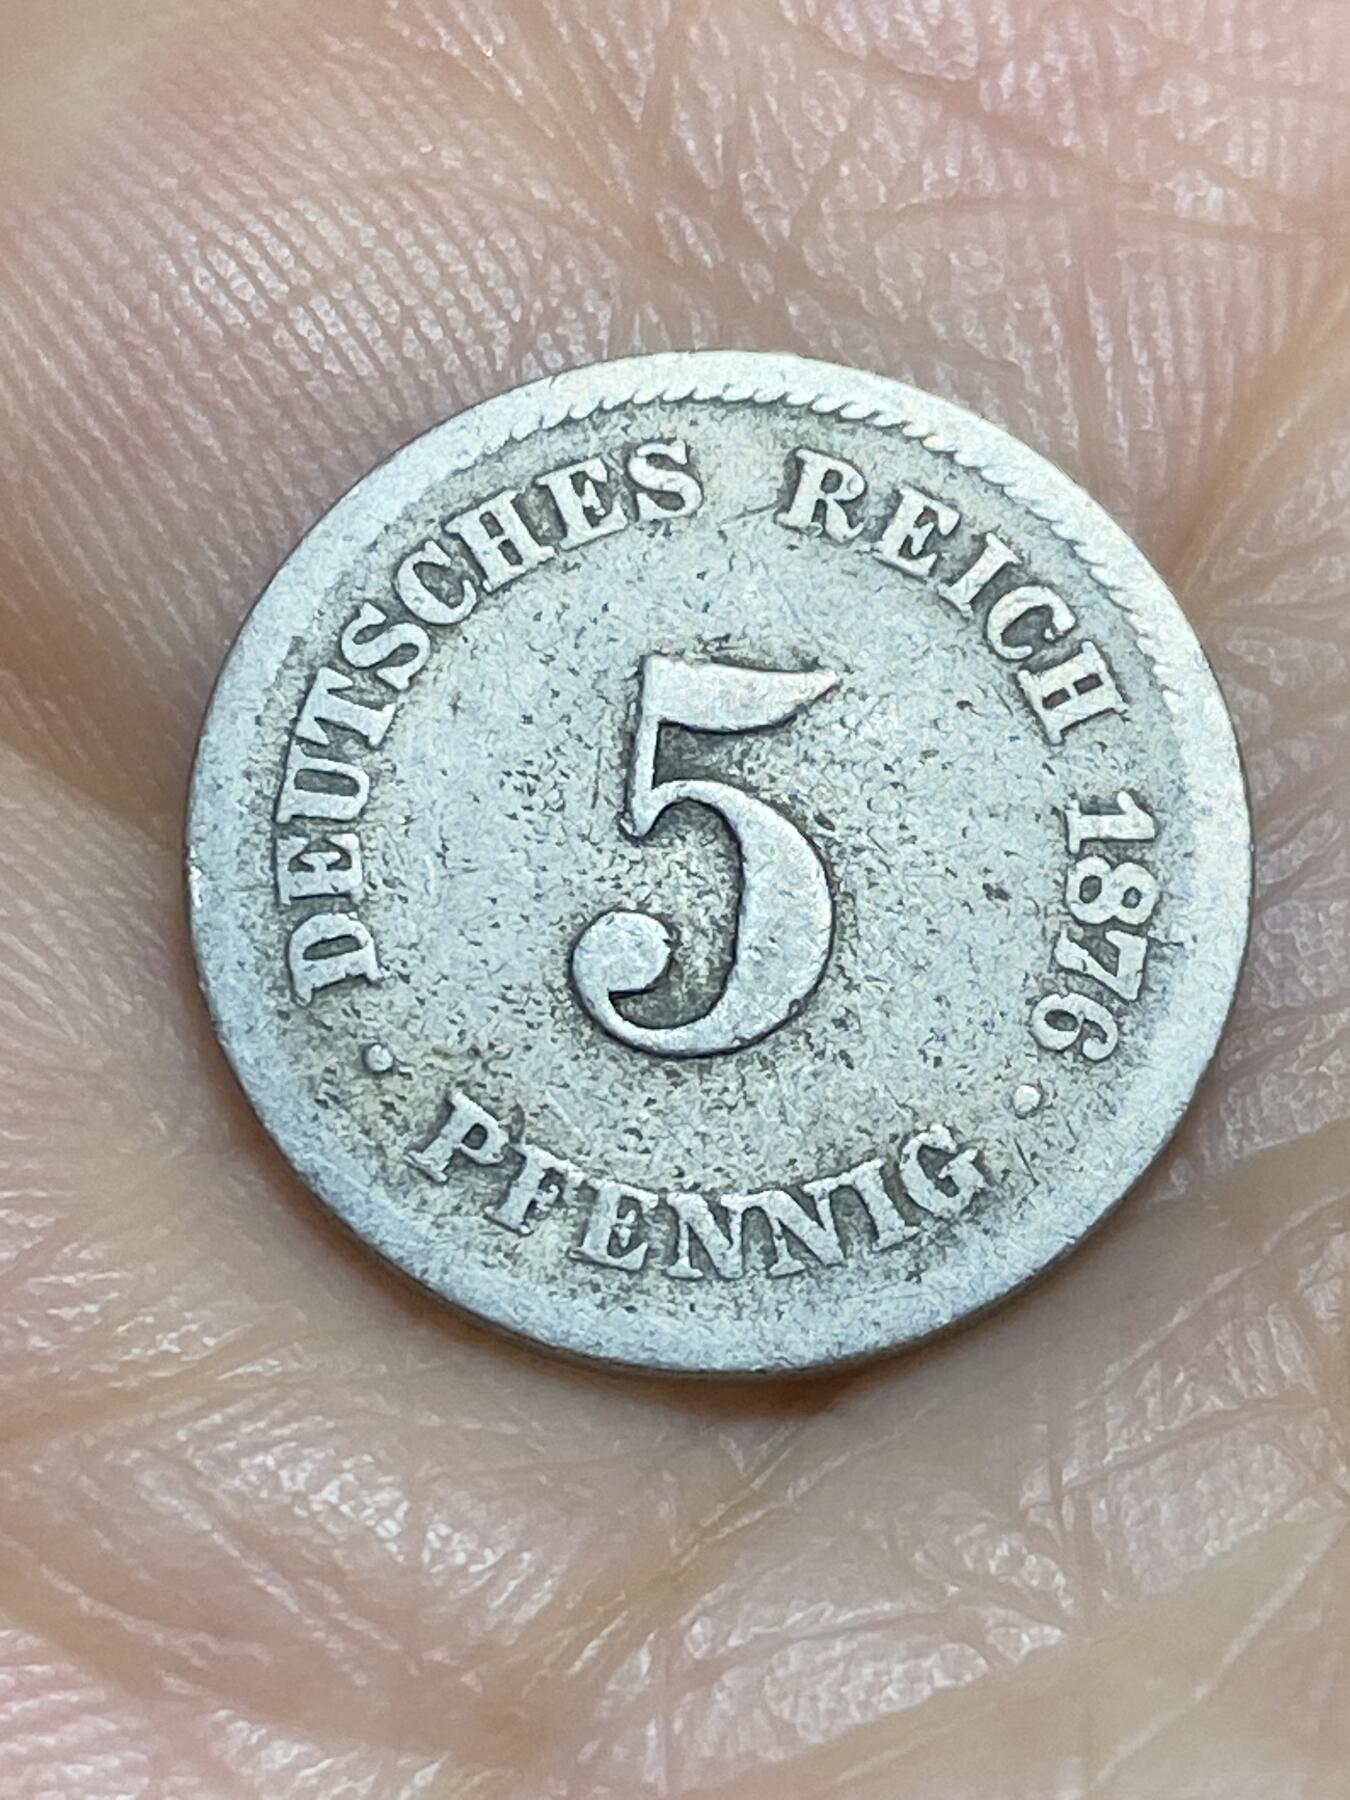 DEUTSCHES REICH 1876
5
• PFENNIG •